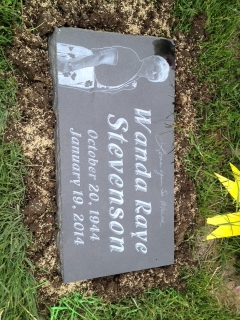 Wanda Raye
Stevenson
October 20, 1944
January 19, 2014